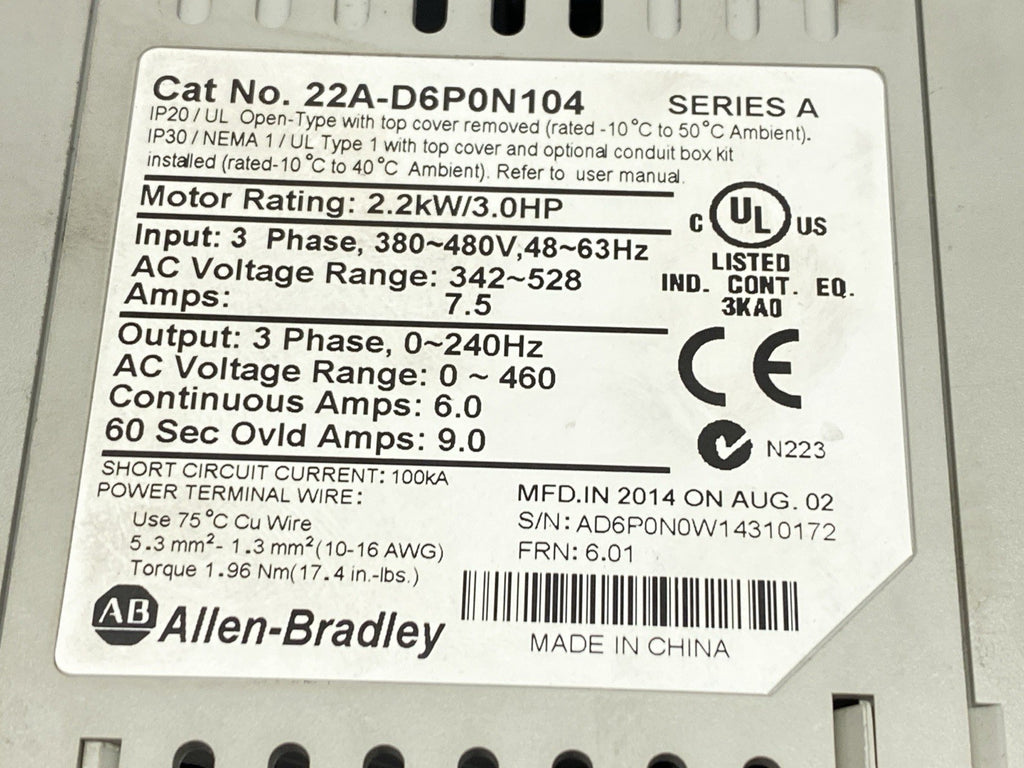 Cat No. 22A-D6P0N104 SERIES A
IP20 / UL Open-Type with top cover removed (rated -10°C to 50°C Ambient).
IP30 / NEMA 1 / UL Type 1 with top cover and optional conduit box kit
installed (rated-10°C to 40°C Ambient). Refer to user manual.
Motor Rating: 2.2kW/3.0HP
Input: 3 Phase, 380~480V,48~63Hz
AC Voltage Range: 342~528
Amps: 7.5
C UL US
LISTED
IND. CONT. EQ.
3KA0
Output: 3 Phase, 0~240Hz
AC Voltage Range: 0 ~ 460
Continuous Amps: 6.0
60 Sec Ovld Amps: 9.0
CE
N223
SHORT CIRCUIT CURRENT: 100kA
POWER TERMINAL WIRE:
Use 75°C Cu Wire
5.3 mm²- 1.3 mm²(10-16 AWG)
Torque 1.96 Nm(17.4 in.-lbs.)
MFD.IN 2014 ON AUG. 02
S/N: AD6P0N0W14310172
FRN: 6.01
AB Allen-Bradley
MADE IN CHINA